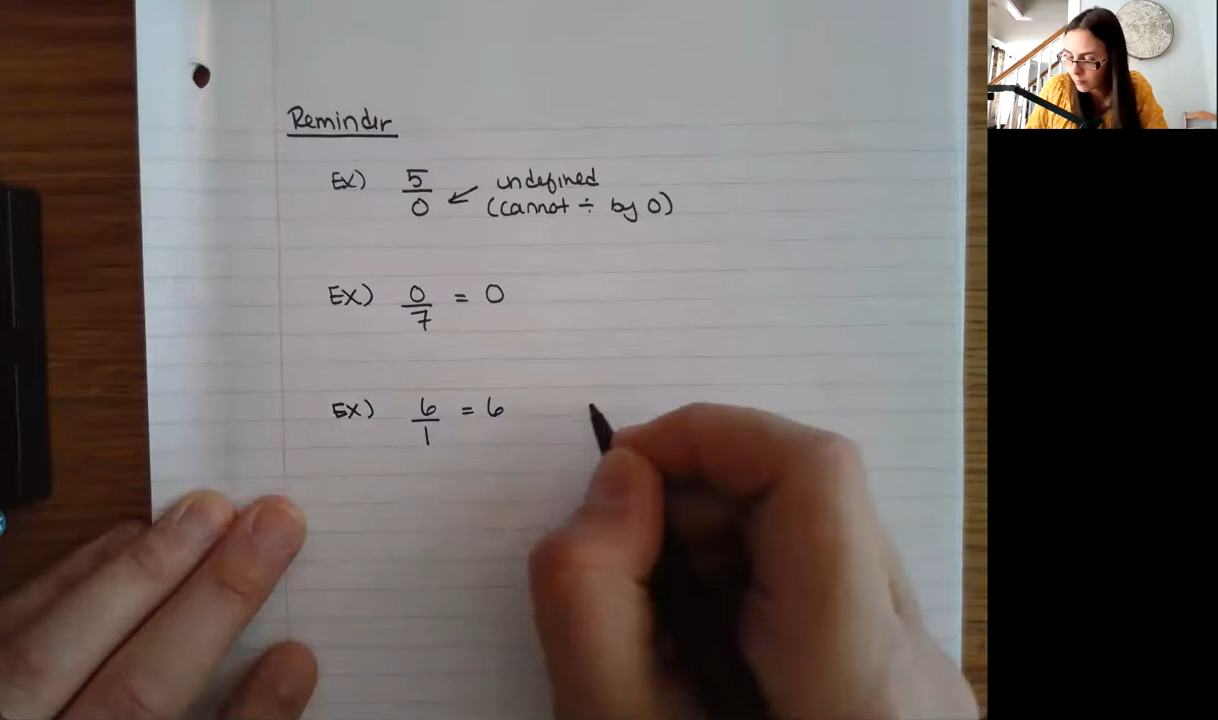 Reminder
Ex) 5/0 ← undefined
(cannot ÷ by 0)
Ex) 0/7 = 0
Ex) 6/1 = 6